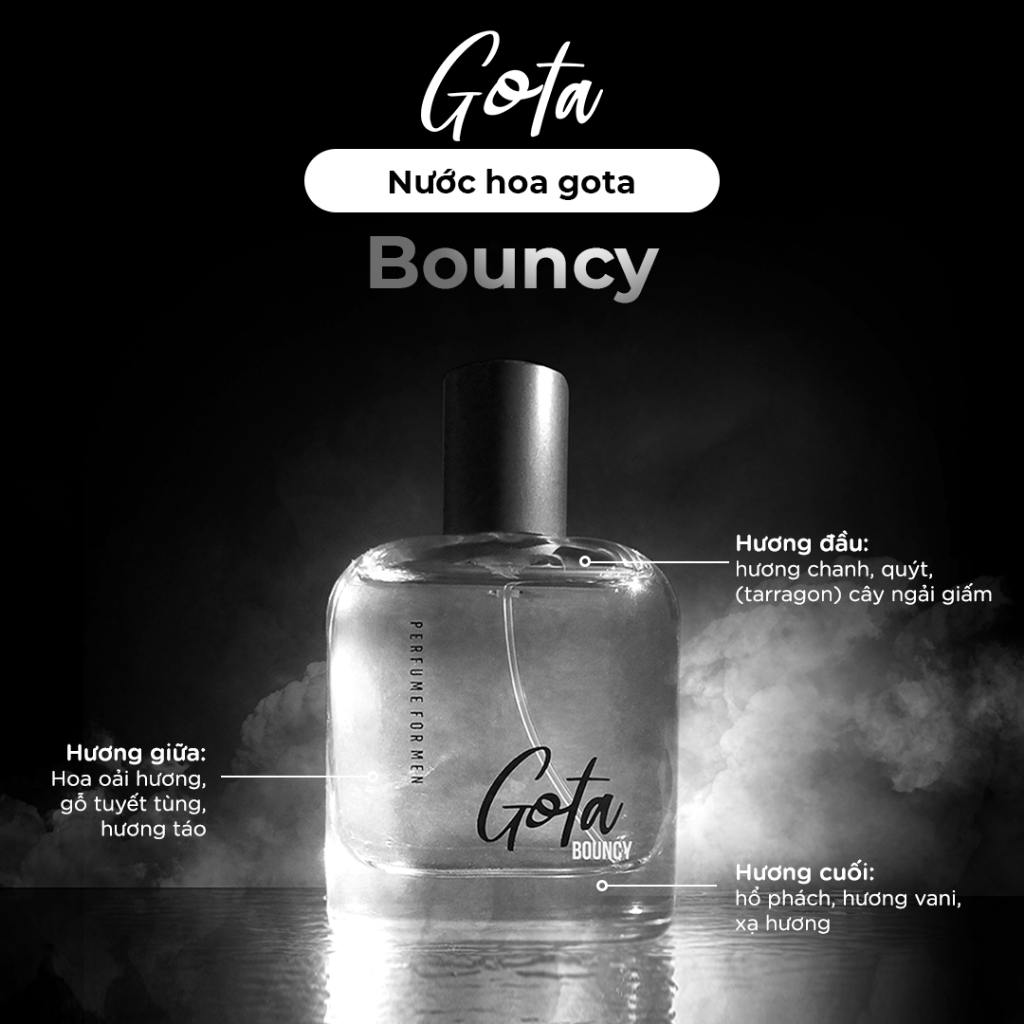 Gota
Nước hoa gota
Bouncy
Hương đầu:
hương chanh, quýt,
(tarragon) cây ngải giấm
PERFUME FOR MEN
Hương giữa:
Hoa oải hương,
gỗ tuyết tùng,
hương táo
Gota
BOUNCY
Hương cuối:
hổ phách, hương vani,
xạ hương